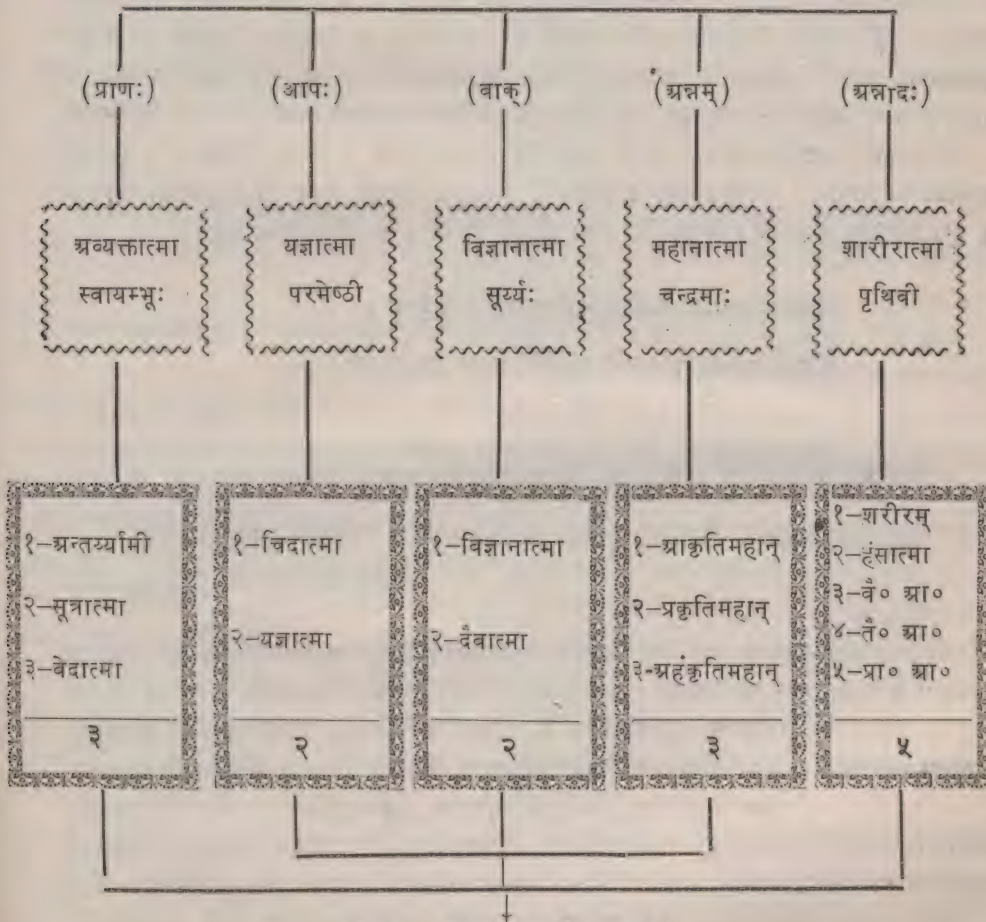 (प्राणः) (आपः) (वाक्) (अन्नम्) (अन्नादः)
अव्यक्तात्मा
स्वायम्भूः
यज्ञात्मा
परमेष्ठी
विज्ञानात्मा
सूर्य्यः
महानात्मा
चन्द्रमाः
शारीरात्मा
पृथिवी
१–अन्तर्य्यामी
२–सूत्रात्मा
३–वेदात्मा
३
१–चिदात्मा
२–यज्ञात्मा
२
१–विज्ञानात्मा
२–दैवात्मा
२
१–आकृतिमहान्
२–प्रकृतिमहान्
३-अहंकृतिमहान्
३
१–शरीरम्
२–हंसात्मा
३–वै० आ०
४–तै० आ०
५–प्रा० आ०
५